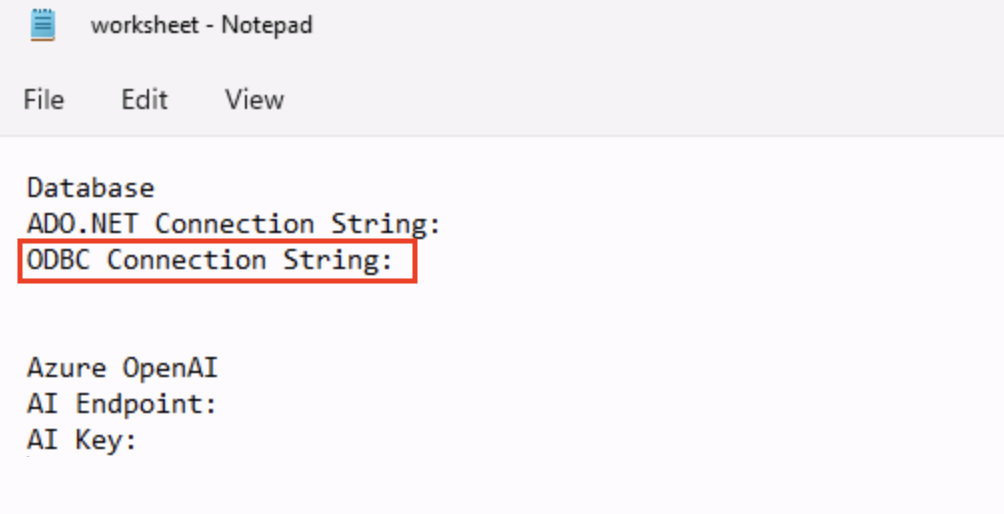 worksheet - Notepad
File Edit View
Database
ADO.NET Connection String:
ODBC Connection String:
Azure OpenAI
AI Endpoint:
AI Key: